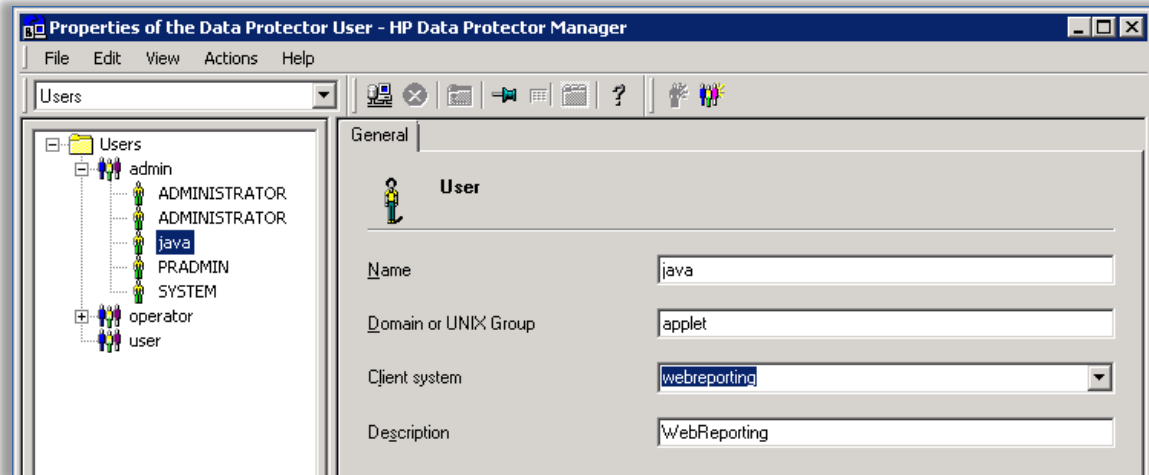 Properties of the Data Protector User - HP Data Protector Manager
File Edit View Actions Help
Users
Users
admin
ADMINISTRATOR
ADMINISTRATOR
java
PRADMIN
SYSTEM
operator
user
General
User
Name java
Domain or UNIX Group applet
Client system webreporting
Description WebReporting